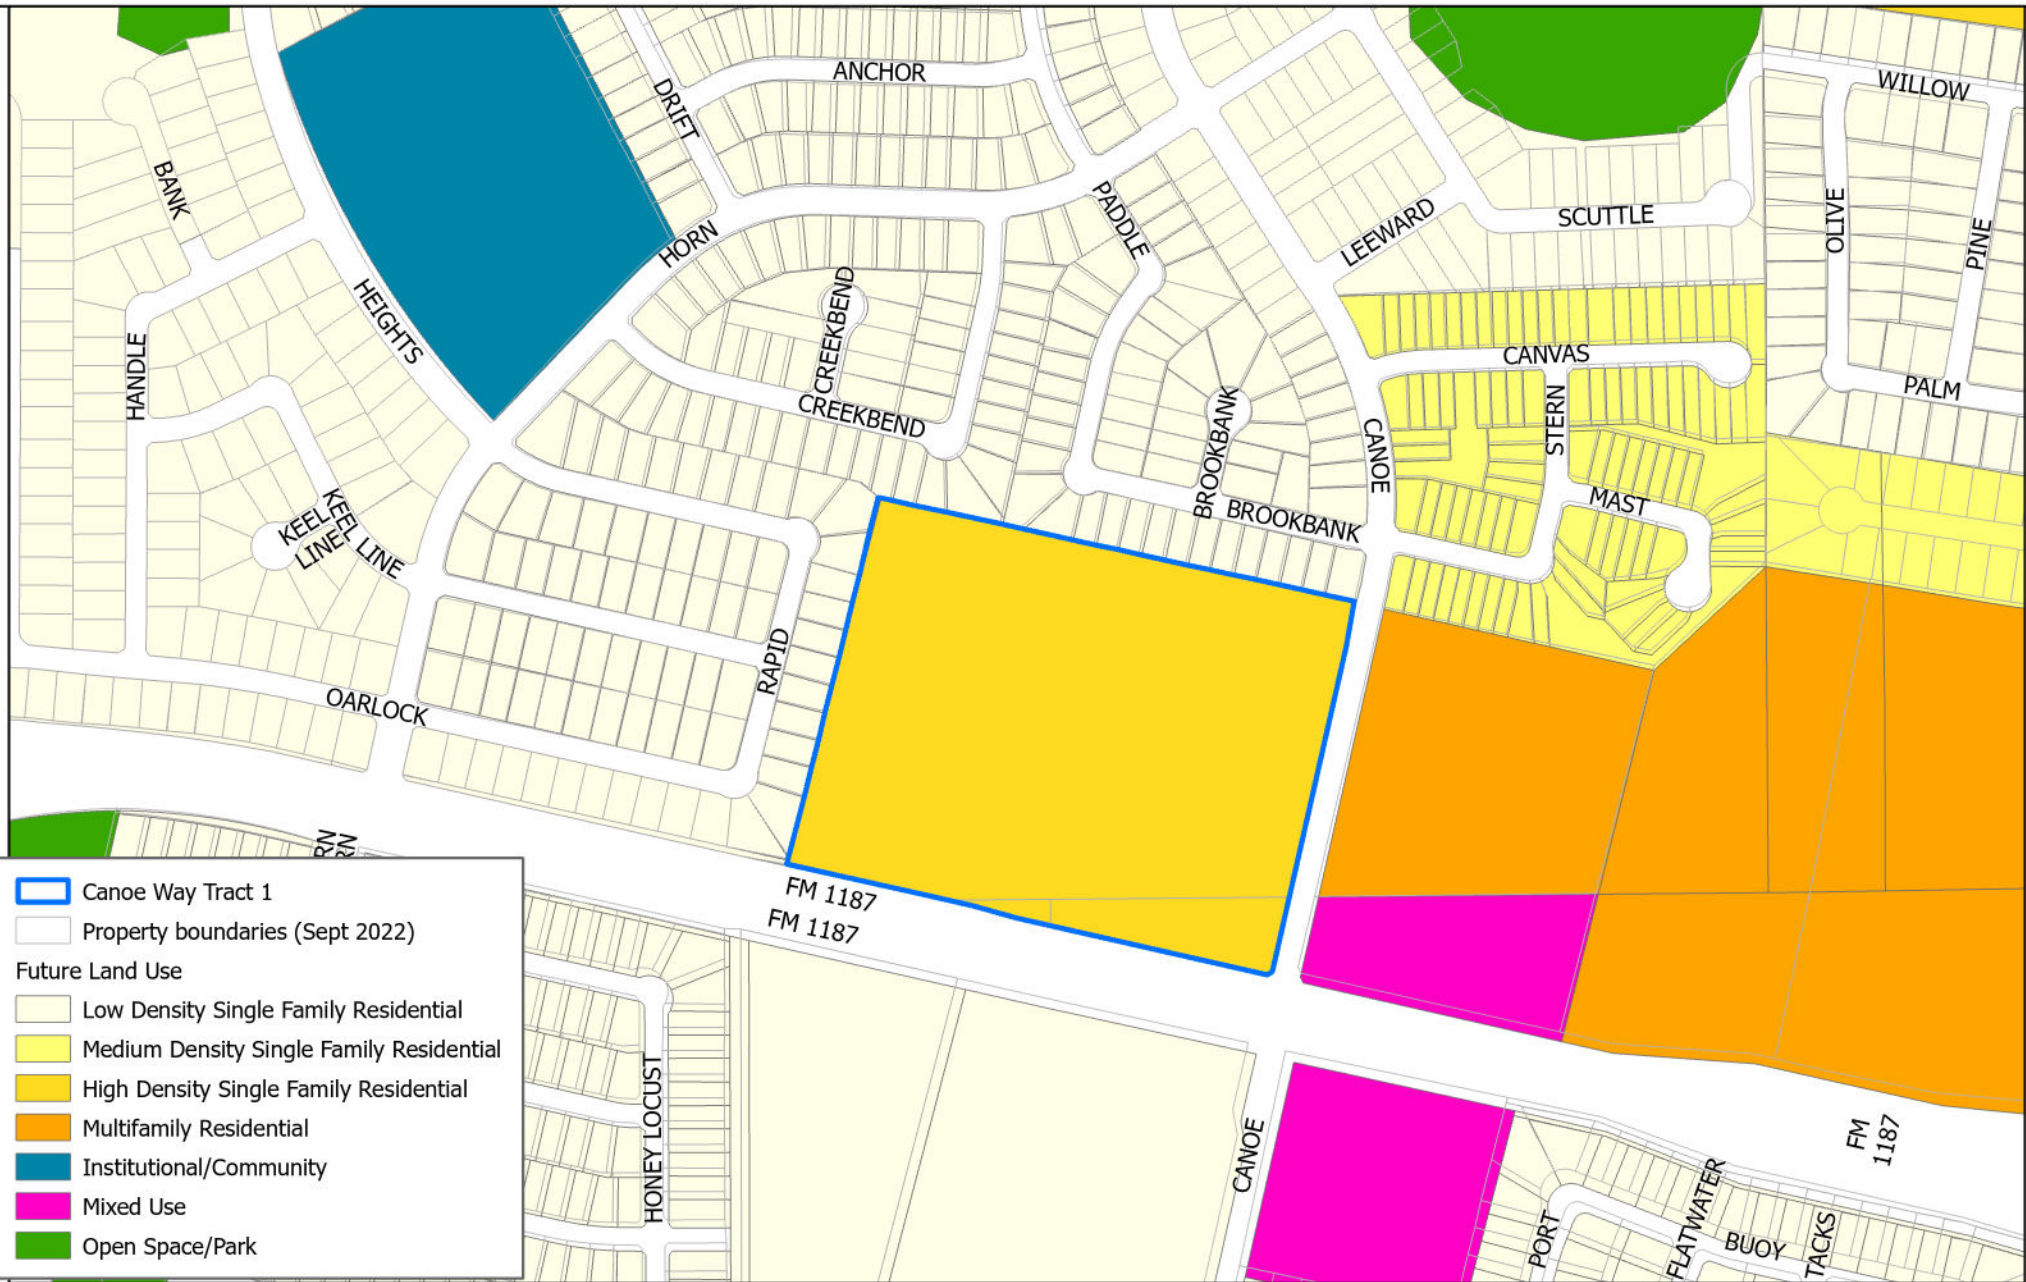 ANCHOR
WILLOW
DRIFT
BANK
PADDLE
LEEWARD
SCUTTLE
OLIVE
PINE
HORN
CREEKBEND
HEIGHTS
HANDLE
CANVAS
PALM
CREEKBEND
BROOKBANK
STERN
CANOE
MAST
BROOKBANK
KEEL
LINE
KEEL LINE
RAPID
OARLOCK
RN
RN
FM 1187
FM 1187
Canoe Way Tract 1
Property boundaries (Sept 2022)
Future Land Use
Low Density Single Family Residential
Medium Density Single Family Residential
High Density Single Family Residential
Multifamily Residential
Institutional/Community
Mixed Use
Open Space/Park
HONEY LOCUST
CANOE
FM
1187
PORT
FLATWATER
BUOY
TACKS